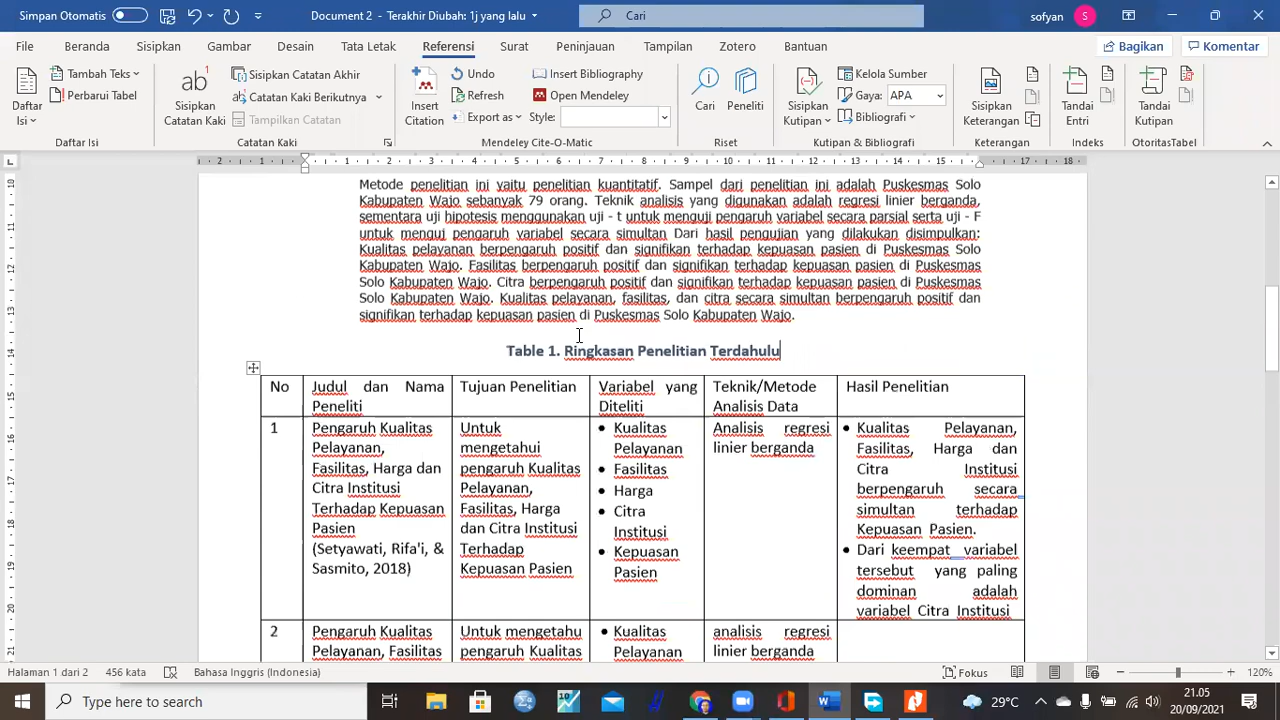 Simpan Otomatis
Document 2 - Terakhir Diubah: 1j yang lalu
Cari
sofyan
S
File
Beranda
Sisipkan
Gambar
Desain
Tata Letak
Referensi
Surat
Peninjauan
Tampilan
Zotero
Bantuan
Bagikan
Komentar
Daftar Isi
Tambah Teks
Perbarui Tabel
Daftar Isi
ab1
Sisipkan Catatan Kaki
Sisipkan Catatan Akhir
Catatan Kaki Berikutnya
Tampilkan Catatan
Catatan Kaki
Insert Citation
Undo
Refresh
Export as
Insert Bibliography
Open Mendeley
Style:
Mendeley Cite-O-Matic
Cari
Peneliti
Riset
Sisipkan Kutipan
Kelola Sumber
Gaya: APA
Bibliografi
Kutipan & Bibliografi
Sisipkan Keterangan
Keterangan
Tandai Entri
Indeks
Tandai Kutipan
OtoritasTabel
Metode penelitian ini yaitu penelitian kuantitatif. Sampel dari penelitian ini adalah Puskesmas Solo
Kabupaten Wajo sebanyak 79 orang. Teknik analisis yang digunakan adalah regresi linier berganda,
sementara uji hipotesis menggunakan uji - t untuk menguji pengaruh variabel secara parsial serta uji - F
untuk menguj pengaruh variabel secara simultan Dari hasil pengujian yang dilakukan disimpulkan:
Kualitas pelayanan berpengaruh positif dan signifikan terhadap kepuasan pasien di Puskesmas Solo
Kabupaten Wajo. Fasilitas berpengaruh positif dan signifikan terhadap kepuasan pasien di Puskesmas
Solo Kabupaten Wajo. Citra berpengaruh positif dan signifikan terhadap kepuasan pasien di Puskesmas
Solo Kabupaten Wajo. Kualitas pelayanan, fasilitas, dan citra secara simultan berpengaruh positif dan
signifikan terhadap kepuasan pasien di Puskesmas Solo Kabupaten Wajo.
Table 1. Ringkasan Penelitian Terdahulu
No
Judul dan Nama
Peneliti
Tujuan Penelitian
Variabel yang
Diteliti
Teknik/Metode
Analisis Data
Hasil Penelitian
1
Pengaruh Kualitas
Pelayanan,
Fasilitas, Harga dan
Citra Institusi
Terhadap Kepuasan
Pasien
(Setyawati, Rifa'i, &
Sasmito, 2018)
Untuk
mengetahui
pengaruh Kualitas
Pelayanan,
Fasilitas, Harga
dan Citra Institusi
Terhadap
Kepuasan Pasien
• Kualitas
Pelayanan
• Fasilitas
• Harga
• Citra
Institusi
• Kepuasan
Pasien
Analisis regresi
linier berganda
• Kualitas Pelayanan,
Fasilitas, Harga dan
Citra Institusi
berpengaruh secara
simultan terhadap
Kepuasan Pasien.
• Dari keempat variabel
tersebut yang paling
dominan adalah
variabel Citra Institusi
2
Pengaruh Kualitas
Pelayanan, Fasilitas
Untuk mengetahu
pengaruh Kualitas
• Kualitas
Pelayanan
analisis regresi
linier berganda
Halaman 1 dari 2
456 kata
Bahasa Inggris (Indonesia)
Fokus
120%
Type here to search
29°C
21.05
20/09/2021